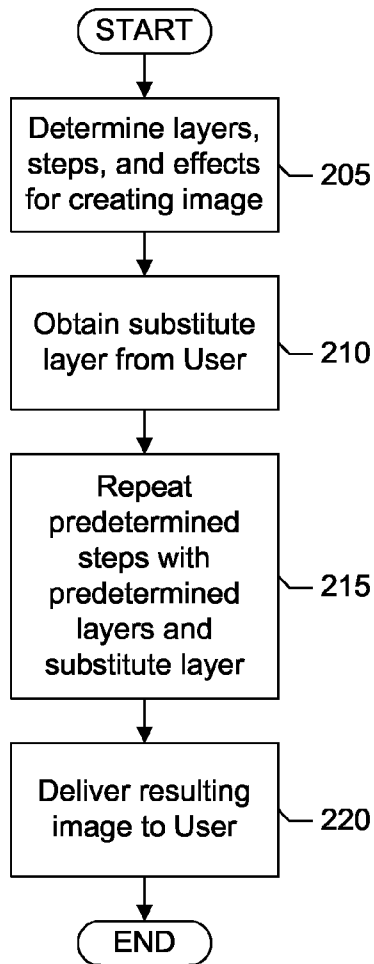 START
Determine layers,
steps, and effects
for creating image
205
Obtain substitute
layer from User
210
Repeat
predetermined
steps with
predetermined
layers and
substitute layer
215
Deliver resulting
image to User
220
END